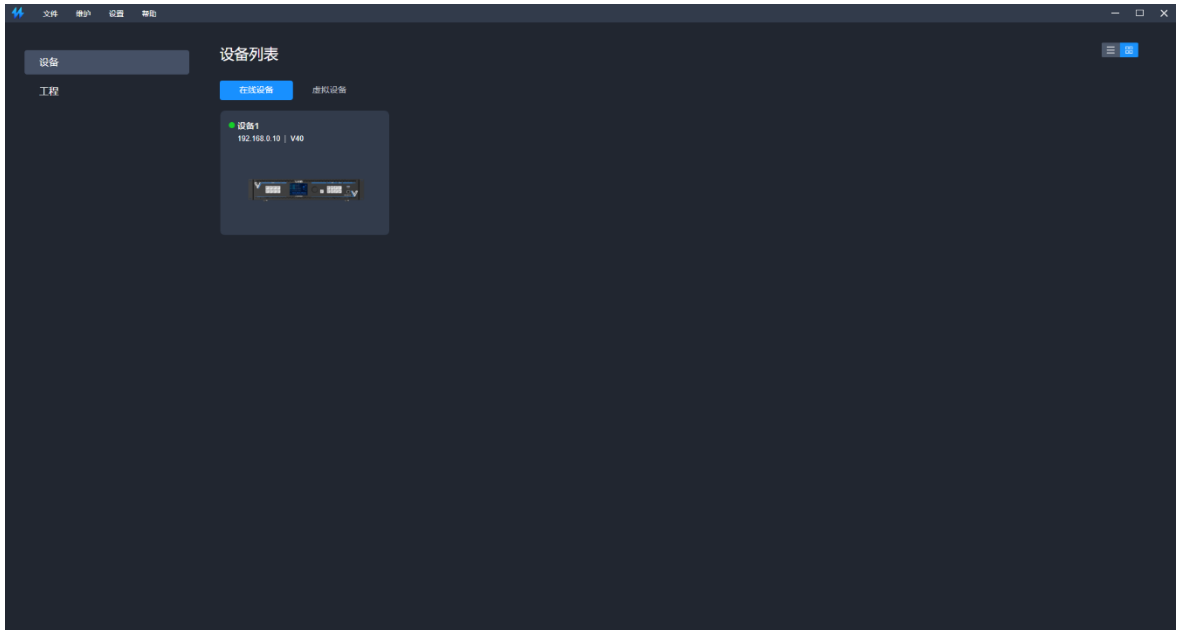 文件 维护 设置 帮助
设备
工程
设备列表
在线设备 虚拟设备
设备1
192.168.0.10 | V40